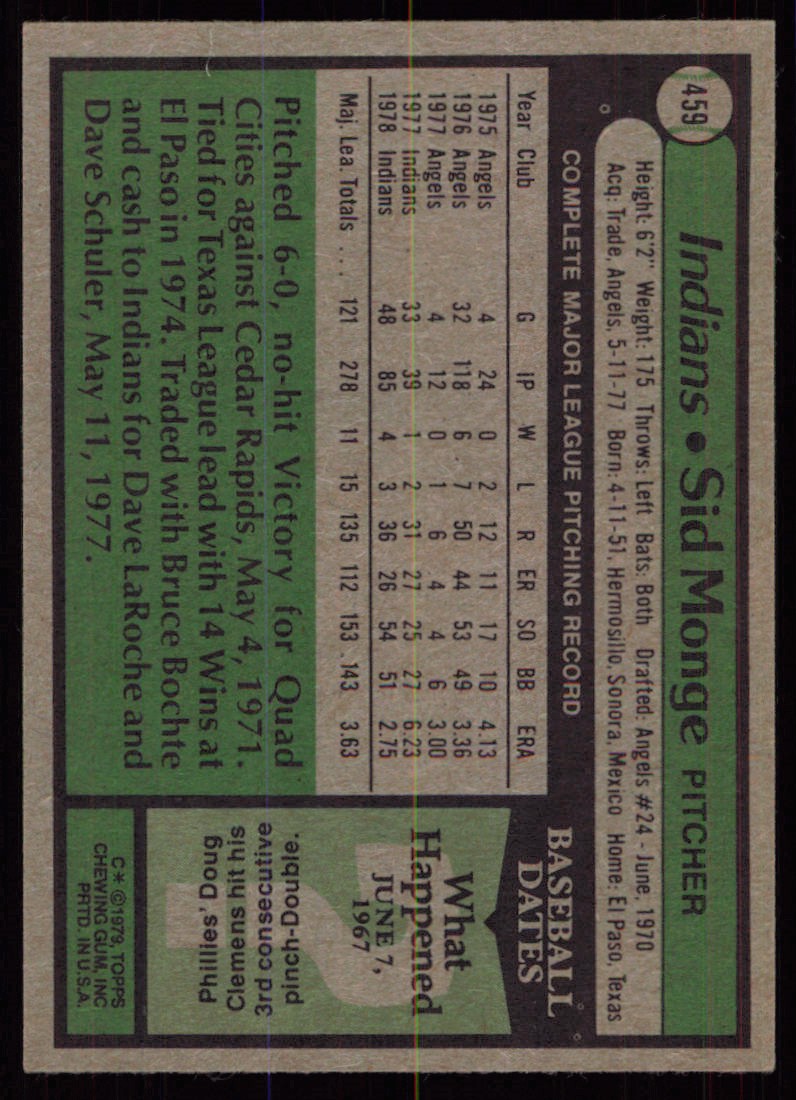 459
Indians • Sid Monge PITCHER
Height: 6'2" Weight: 175 Throws: Left Bats: Both Drafted: Angels #24 - June, 1970
Acq: Trade, Angels, 5-11-77 Born: 4-11-51, Hermosillo, Sonora, Mexico Home: El Paso, Texas
COMPLETE MAJOR LEAGUE PITCHING RECORD
Year Club G IP W L R ER SO BB ERA
1975 Angels 4 24 0 2 12 11 17 10 4.13
1976 Angels 32 118 6 7 50 44 53 49 3.36
1977 Angels 4 12 0 1 6 4 4 6 3.00
1977 Indians 33 39 1 2 31 27 25 27 6.23
1978 Indians 48 85 4 3 36 26 54 51 2.75
Maj. Lea. Totals ... 121 278 11 15 135 112 153 143 3.63
Pitched 6-0, no-hit Victory for Quad
Cities against Cedar Rapids, May 4, 1971.
Tied for Texas League lead with 14 Wins at
El Paso in 1974. Traded with Bruce Bochte
and cash to Indians for Dave LaRoche and
Dave Schuler, May 11, 1977.
BASEBALL
DATES
What
Happened
JUNE 7,
1967
?
pinch-Double.
3rd consecutive
Clemens hit his
Phillies' Doug
C* ©1979, TOPPS
CHEWING GUM, INC
PRTD. IN U.S.A.